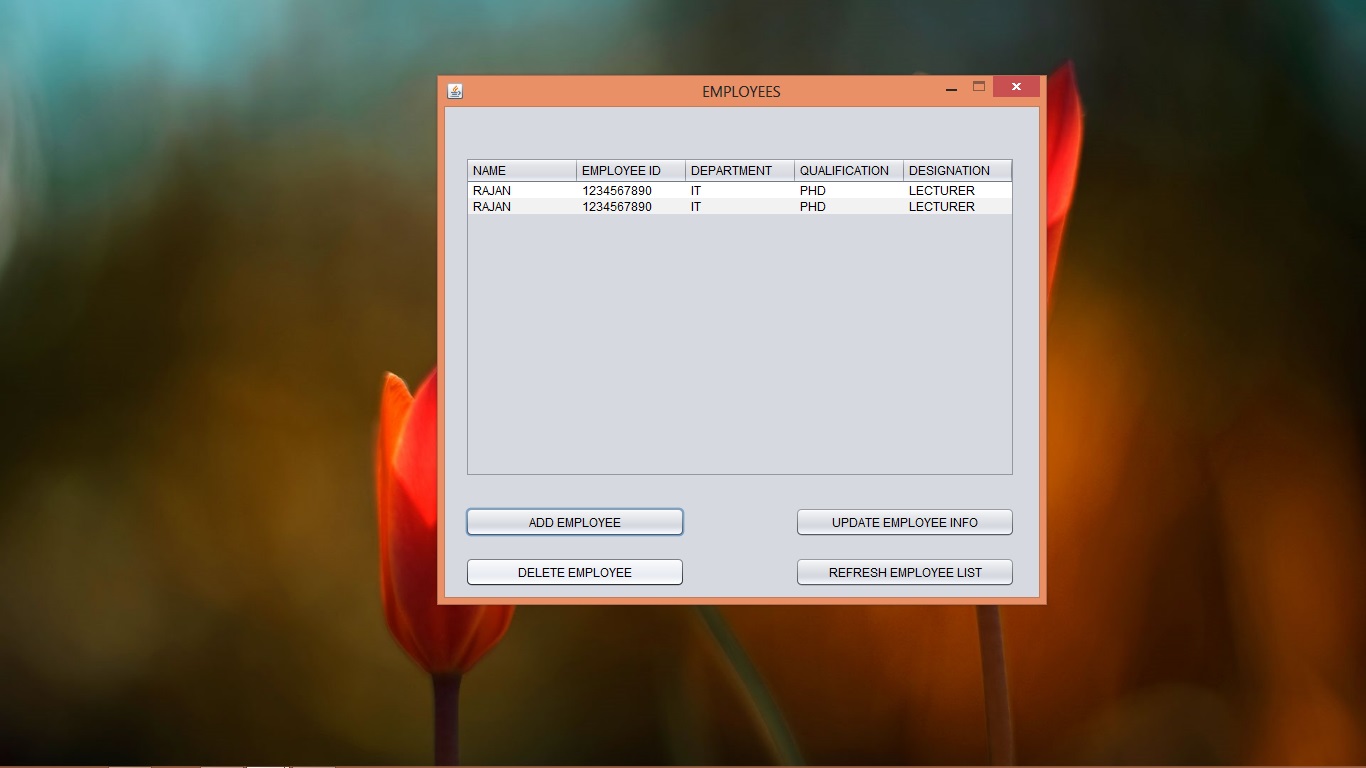 EMPLOYEES
NAME EMPLOYEE ID DEPARTMENT QUALIFICATION DESIGNATION
RAJAN 1234567890 IT PHD LECTURER
RAJAN 1234567890 IT PHD LECTURER
ADD EMPLOYEE UPDATE EMPLOYEE INFO
DELETE EMPLOYEE REFRESH EMPLOYEE LIST